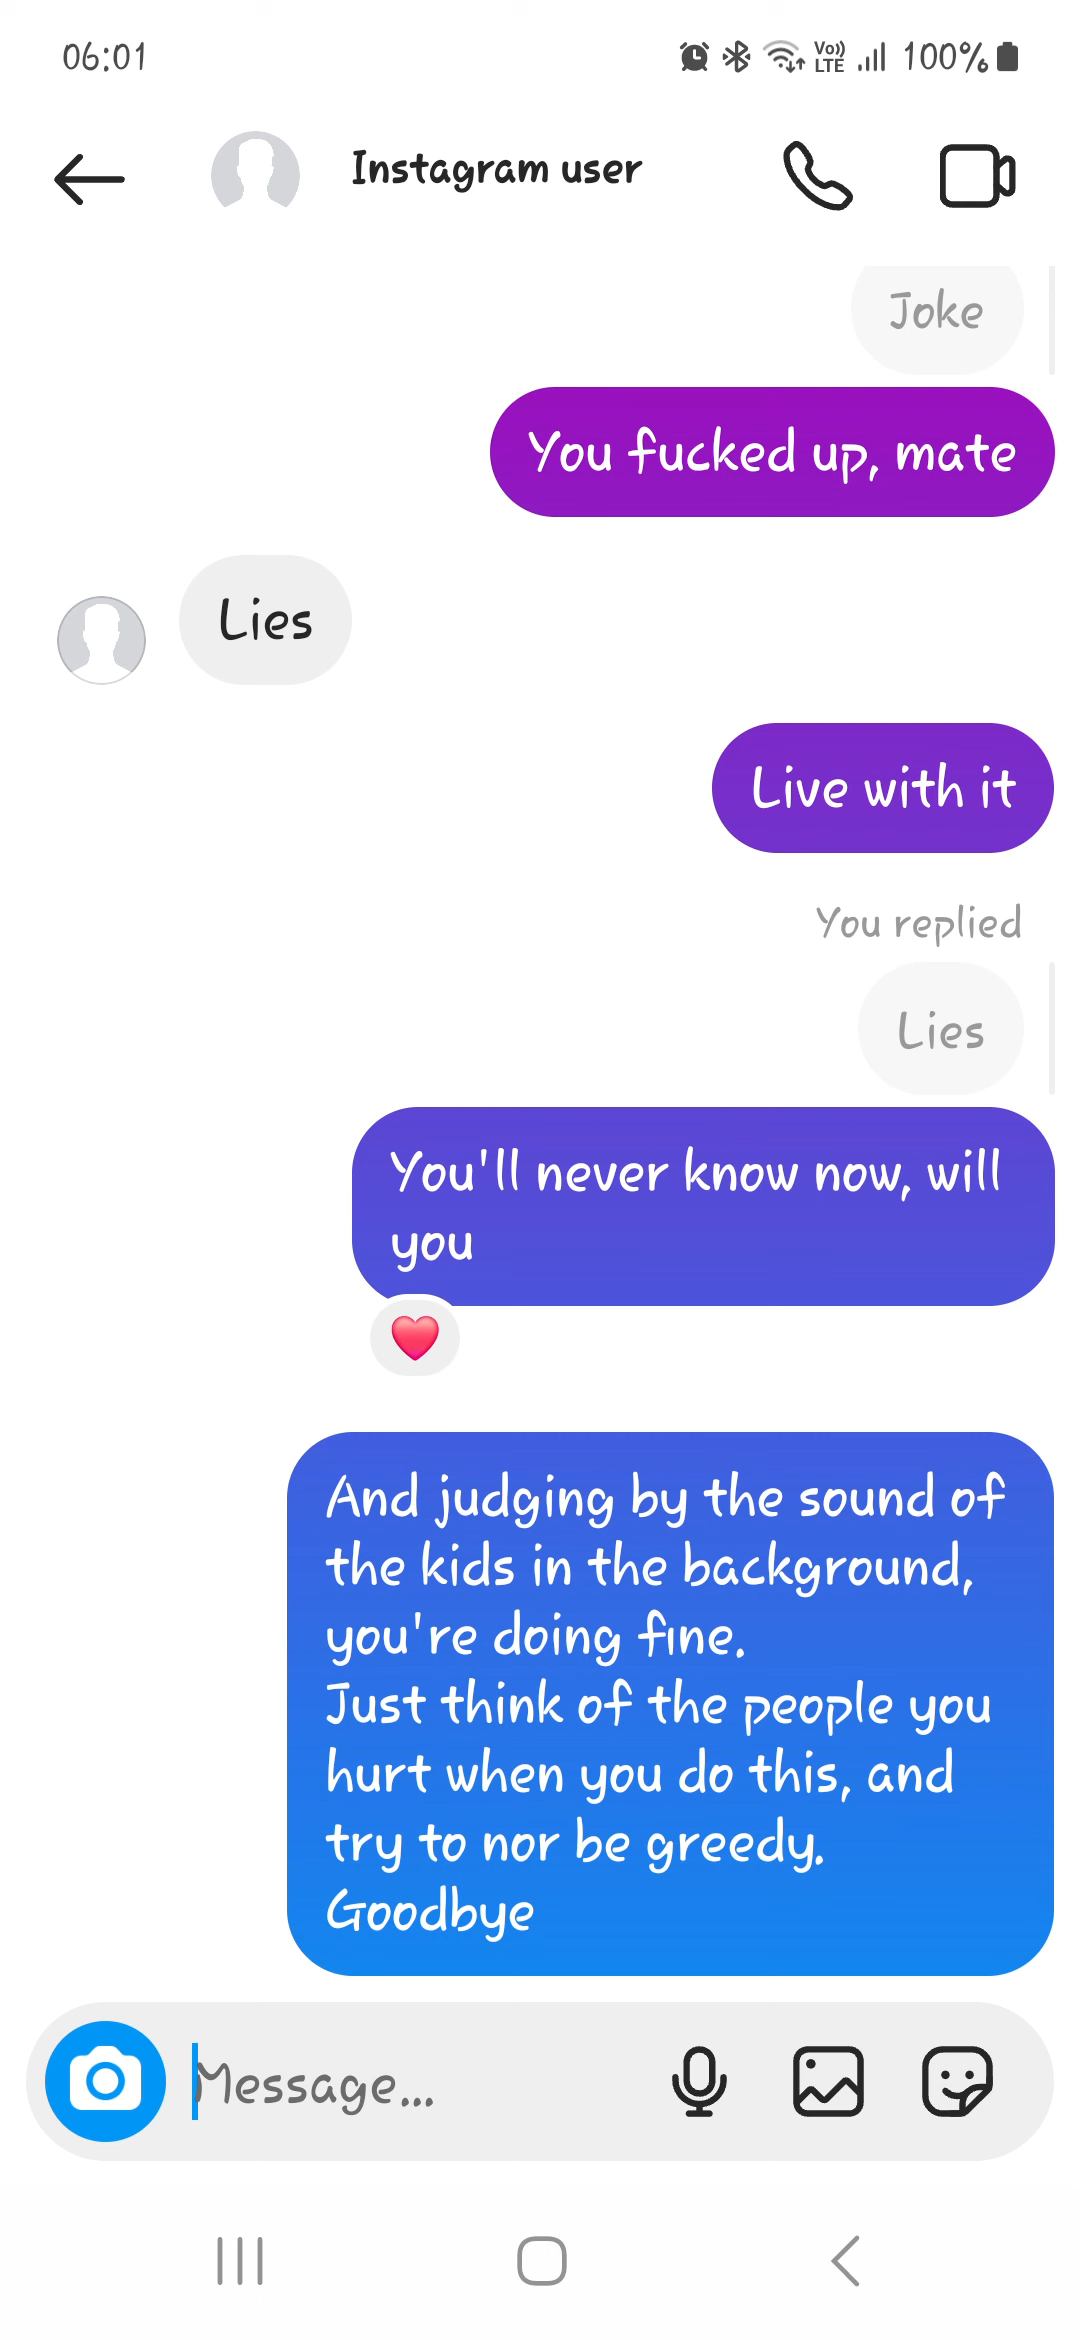 06:01
Vo))
LTE
100%
Instagram user
Joke
You fucked up, mate
Lies
Live with it
You replied
Lies
You'll never know now, will
you
And judging by the sound of
the kids in the background,
you're doing fine.
Just think of the people you
hurt when you do this, and
try to nor be greedy.
Goodbye
Message...